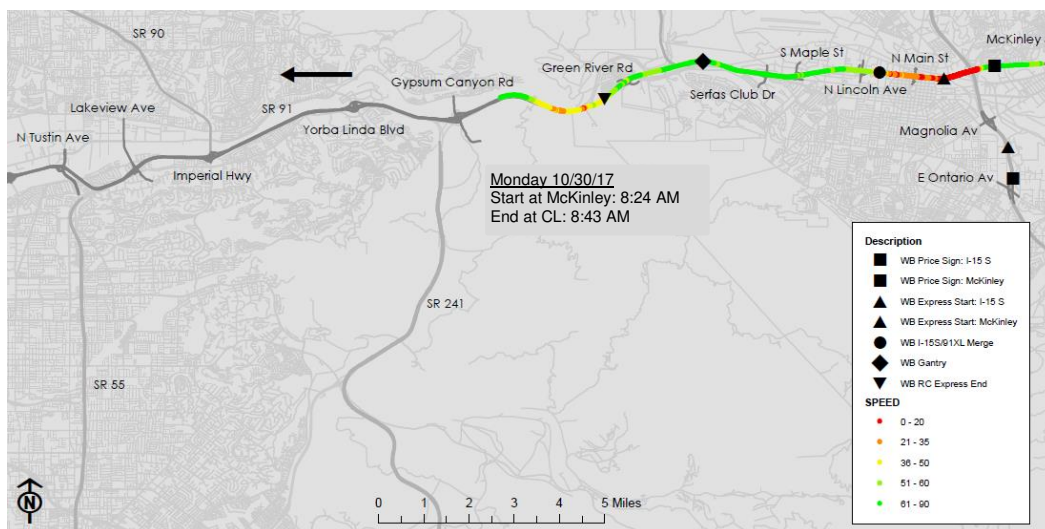 SR 90
McKinley
S Maple St
N Main St
Green River Rd
Gypsum Canyon Rd
Lakeview Ave
SR 91
Serfas Club Dr
N Lincoln Ave
N Tustin Ave
Yorba Linda Blvd
Magnolia Av
Imperial Hwy
E Ontario Av
Monday 10/30/17
Start at McKinley: 8:24 AM
End at CL: 8:43 AM
SR 241
SR 55
Description
WB Price Sign: I-15 S
WB Price Sign: McKinley
WB Express Start: I-15 S
WB Express Start: McKinley
WB I-15S/91XL Merge
WB Gantry
WB RC Express End
SPEED
0 - 20
21 - 35
36 - 50
51 - 60
61 - 90
N
0 1 2 3 4 5 Miles